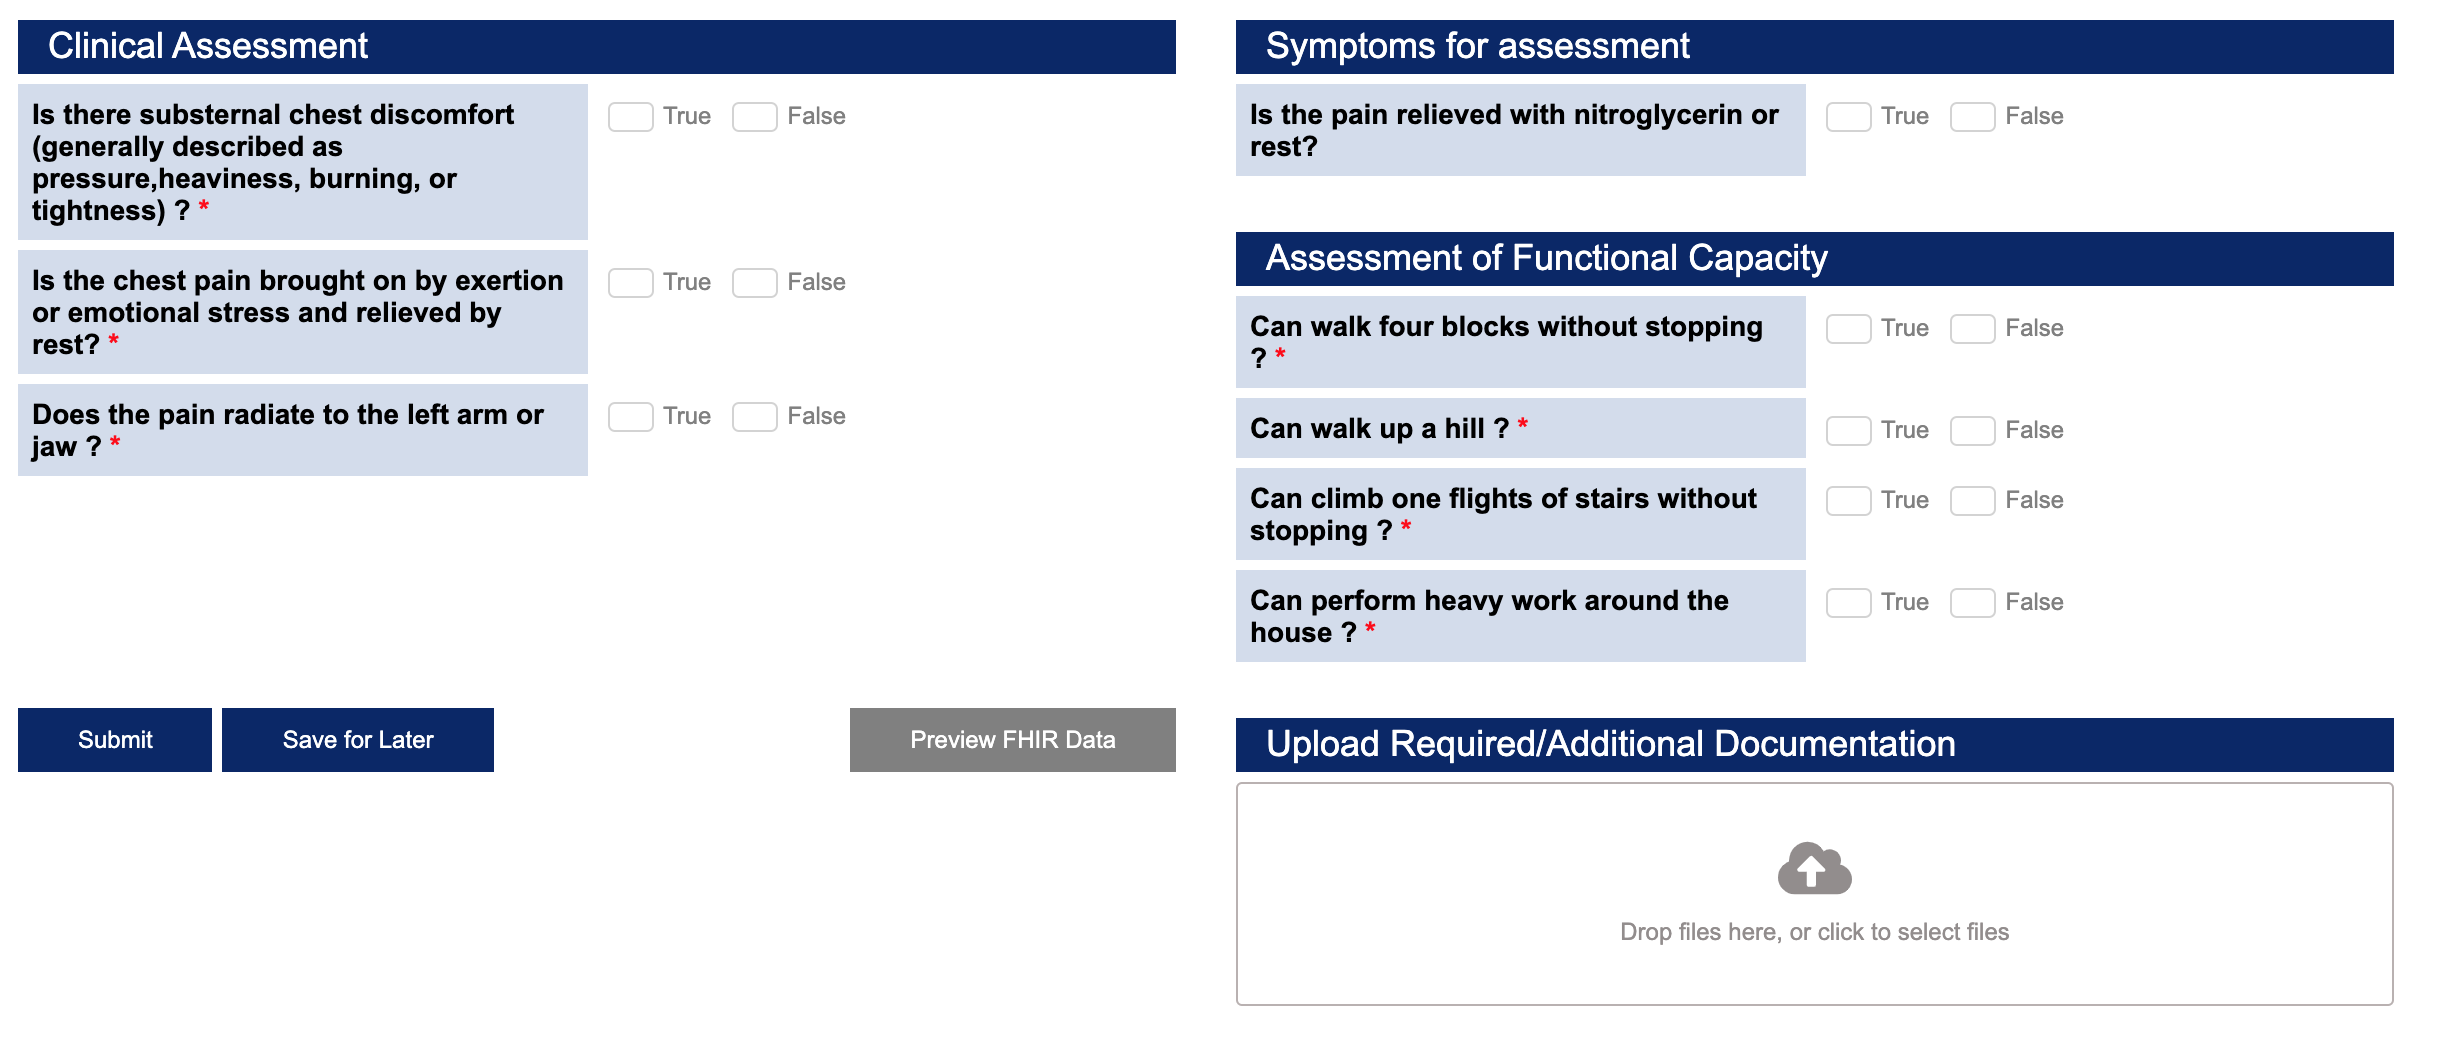 Clinical Assessment
Is there substernal chest discomfort
(generally described as
pressure,heaviness, burning, or
tightness) ? *
True False
Is the chest pain brought on by exertion
or emotional stress and relieved by
rest? *
True False
Does the pain radiate to the left arm or
jaw ? *
True False
Submit
Save for Later
Preview FHIR Data
Symptoms for assessment
Is the pain relieved with nitroglycerin or
rest?
True False
Assessment of Functional Capacity
Can walk four blocks without stopping
? *
True False
Can walk up a hill ? *
True False
Can climb one flights of stairs without
stopping ? *
True False
Can perform heavy work around the
house ? *
True False
Upload Required/Additional Documentation
Drop files here, or click to select files